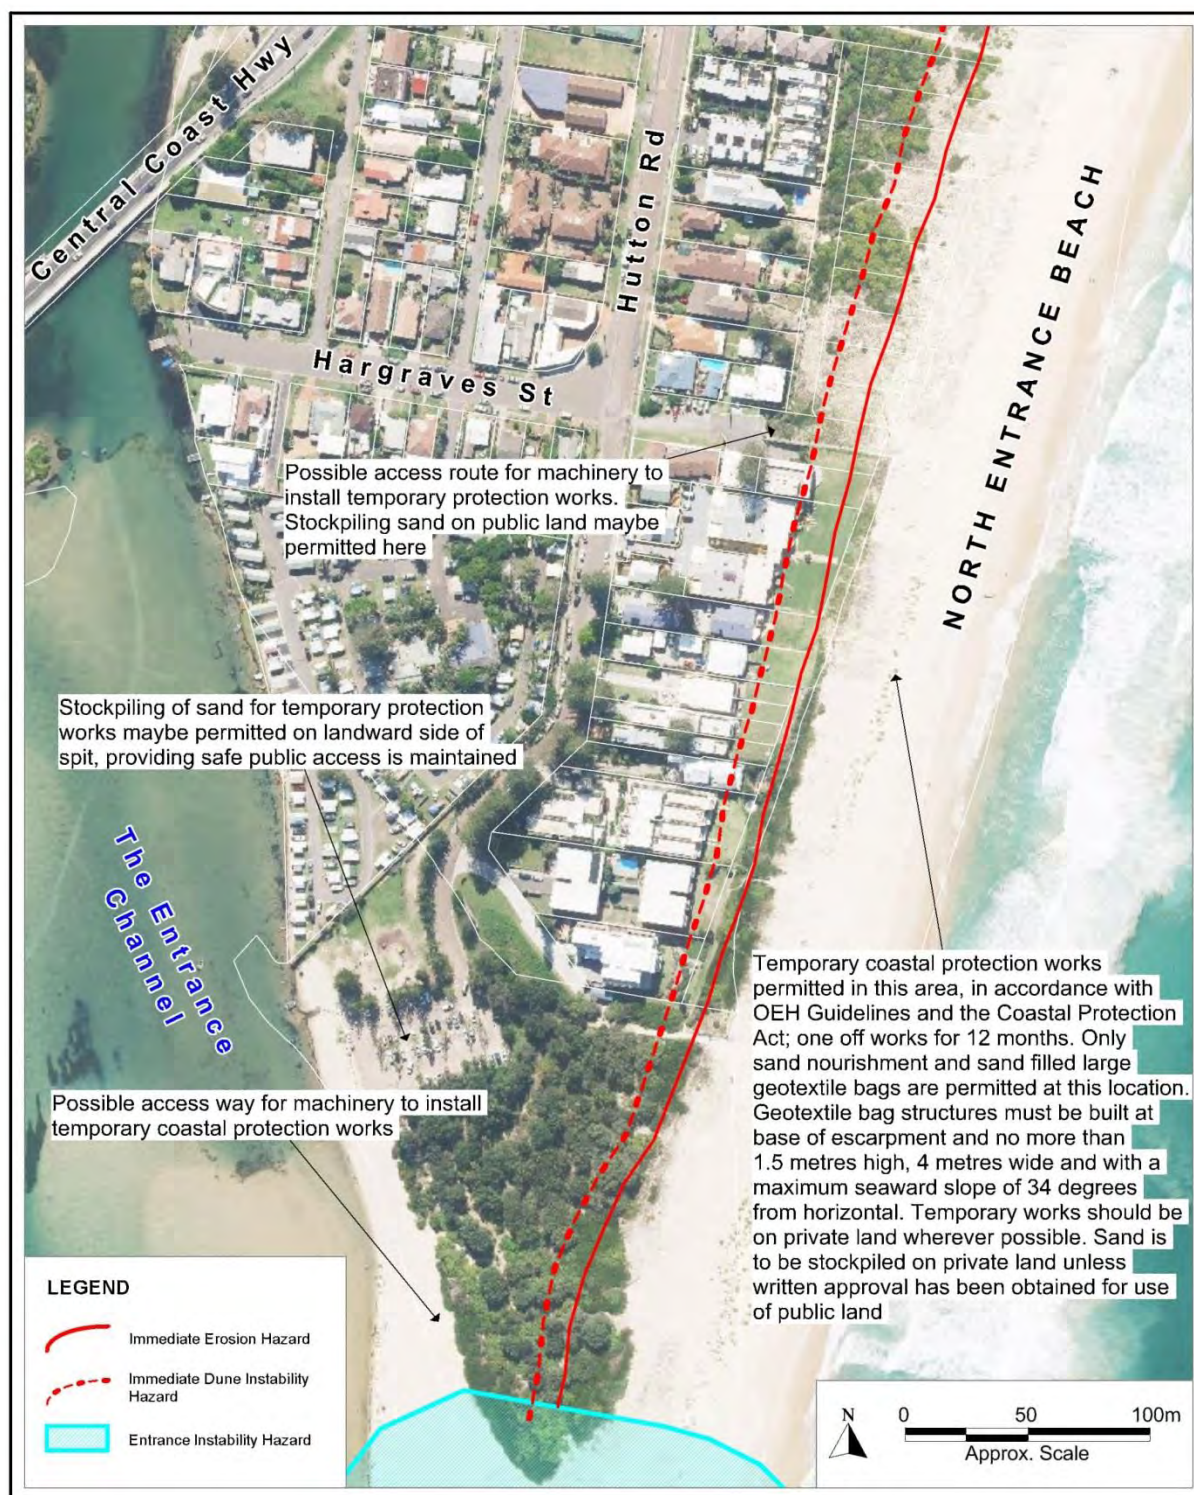 Central Coast Hwy
Hutton Rd
Hargraves St
NORTH ENTRANCE BEACH
Possible access route for machinery to
install temporary protection works.
Stockpiling sand on public land maybe
permitted here
Stockpiling of sand for temporary protection
works maybe permitted on landward side of
spit, providing safe public access is maintained
The Entrance
Channel
Possible access way for machinery to install
temporary coastal protection works
Temporary coastal protection works
permitted in this area, in accordance with
OEH Guidelines and the Coastal Protection
Act; one off works for 12 months. Only
sand nourishment and sand filled large
geotextile bags are permitted at this location.
Geotextile bag structures must be built at
base of escarpment and no more than
1.5 metres high, 4 metres wide and with a
maximum seaward slope of 34 degrees
from horizontal. Temporary works should be
on private land wherever possible. Sand is
to be stockpiled on private land unless
written approval has been obtained for use
of public land
LEGEND
Immediate Erosion Hazard
Immediate Dune Instability
Hazard
Entrance Instability Hazard
N
0 50 100m
Approx. Scale